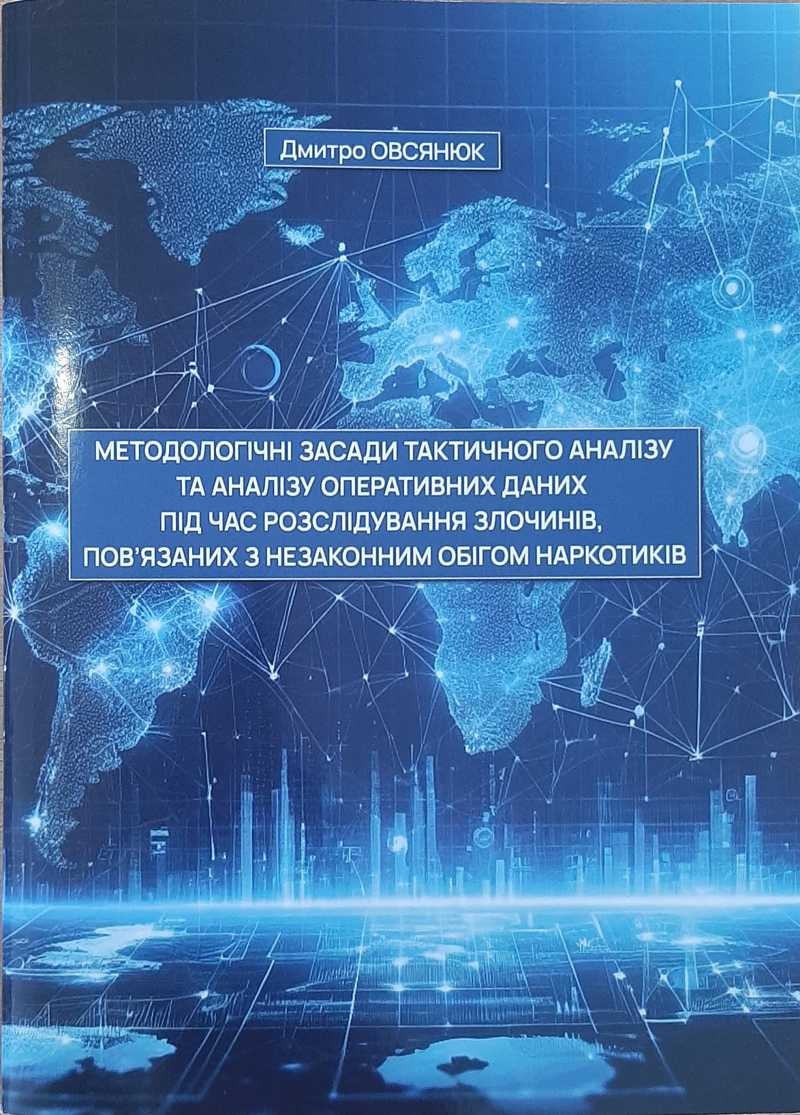 Дмитро ОВСЯНЮК
МЕТОДОЛОГІЧНІ ЗАСАДИ ТАКТИЧНОГО АНАЛІЗУ
ТА АНАЛІЗУ ОПЕРАТИВНИХ ДАНИХ
ПІД ЧАС РОЗСЛІДУВАННЯ ЗЛОЧИНІВ,
ПОВ’ЯЗАНИХ З НЕЗАКОННИМ ОБІГОМ НАРКОТИКІВ